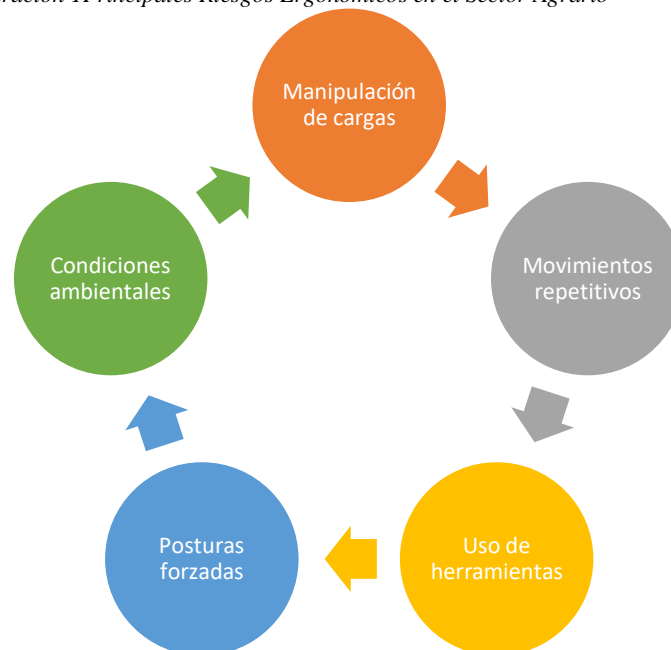 Principales Riesgos Ergonómicos en el Sector Agrario
Manipulación
de cargas
Movimientos
repetitivos
Uso de
herramientas
Posturas
forzadas
Condiciones
ambientales